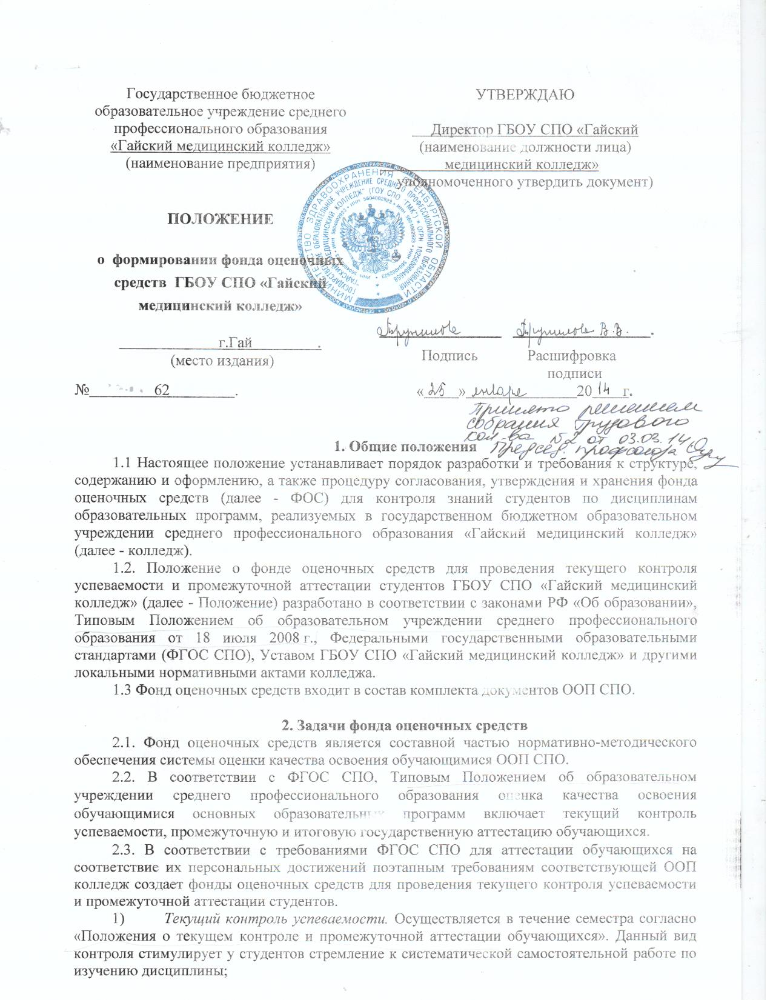 Государственное бюджетное
образовательное учреждение среднего
профессионального образования
«Гайский медицинский колледж»
(наименование предприятия)
ПОЛОЖЕНИЕ
о формировании фонда оценочных
средств ГБОУ СПО «Гайский
медицинский колледж»
г.Гай .
(место издания)
№ 62 .
УТВЕРЖДАЮ
Директор ГБОУ СПО «Гайский
(наименование должности лица)
медицинский колледж»
уполномоченного утвердить документ)
МИНИСТЕРСТВО ЗДРАВООХРАНЕНИЯ ОРЕНБУРГСКОЙ ОБЛАСТИ
ГОСУДАРСТВЕННОЕ ОБРАЗОВАТЕЛЬНОЕ УЧРЕЖДЕНИЕ СРЕДНЕГО ПРОФЕССИОНАЛЬНОГО ОБРАЗОВАНИЯ
"ГАЙСКИЙ МЕДИЦИНСКИЙ КОЛЛЕДЖ" (ГОУ СПО "ГМК") * ОГРН
ИНН 5604002923
В.В.
Подпись Расшифровка
подписи
«25» января 2014 г.
Принято решением
собрания трудового
кол-ва №2 от 03.03.14
Председ. профсоюза
1. Общие положения
1.1 Настоящее положение устанавливает порядок разработки и требования к структуре,
содержанию и оформлению, а также процедуру согласования, утверждения и хранения фонда
оценочных средств (далее - ФОС) для контроля знаний студентов по дисциплинам
образовательных программ, реализуемых в государственном бюджетном образовательном
учреждении среднего профессионального образования «Гайский медицинский колледж»
(далее - колледж).
1.2. Положение о фонде оценочных средств для проведения текущего контроля
успеваемости и промежуточной аттестации студентов ГБОУ СПО «Гайский медицинский
колледж» (далее - Положение) разработано в соответствии с законами РФ «Об образовании»,
Типовым Положением об образовательном учреждении среднего профессионального
образования от 18 июля 2008 г., Федеральными государственными образовательными
стандартами (ФГОС СПО), Уставом ГБОУ СПО «Гайский медицинский колледж» и другими
локальными нормативными актами колледжа.
1.3 Фонд оценочных средств входит в состав комплекта документов ООП СПО.
2. Задачи фонда оценочных средств
2.1. Фонд оценочных средств является составной частью нормативно-методического
обеспечения системы оценки качества освоения обучающимися ООП СПО.
2.2. В соответствии с ФГОС СПО, Типовым Положением об образовательном
учреждении среднего профессионального образования оценка качества освоения
обучающимися основных образовательных программ включает текущий контроль
успеваемости, промежуточную и итоговую государственную аттестацию обучающихся.
2.3. В соответствии с требованиями ФГОС СПО для аттестации обучающихся на
соответствие их персональных достижений поэтапным требованиям соответствующей ООП
колледж создает фонды оценочных средств для проведения текущего контроля успеваемости
и промежуточной аттестации студентов.
1) Текущий контроль успеваемости. Осуществляется в течение семестра согласно
«Положения о текущем контроле и промежуточной аттестации обучающихся». Данный вид
контроля стимулирует у студентов стремление к систематической самостоятельной работе по
изучению дисциплины;